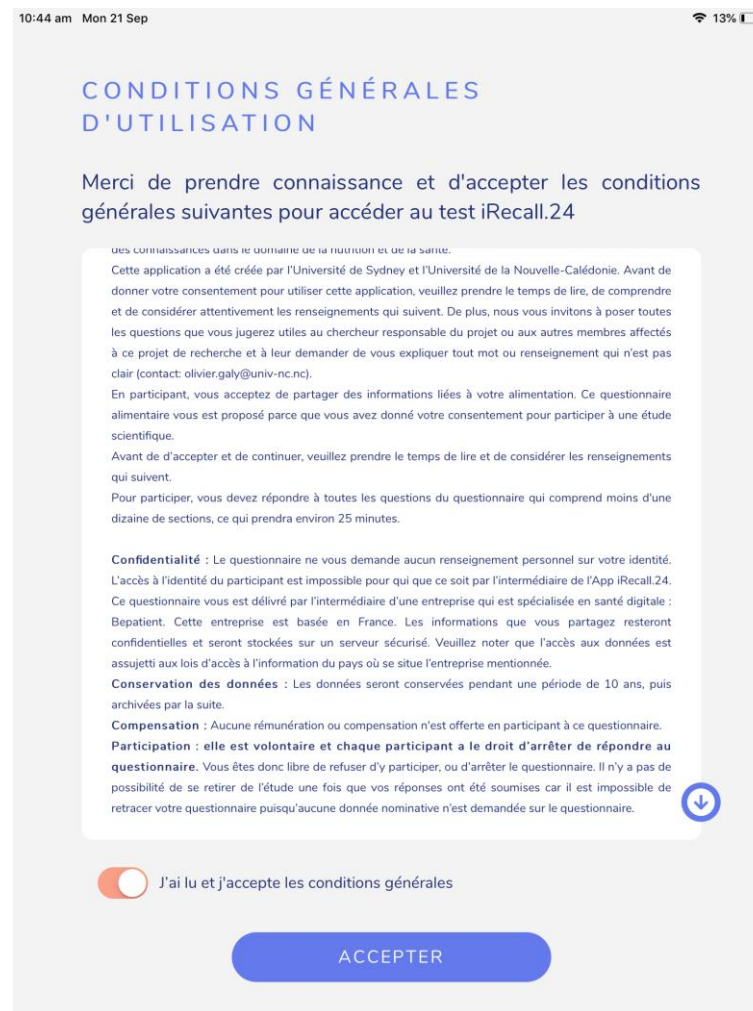 10:44 am Mon 21 Sep
13%
CONDITIONS GÉNÉRALES
D'UTILISATION
Merci de prendre connaissance et d'accepter les conditions
générales suivantes pour accéder au test iRecall.24
des connaissances dans le domaine de la nutrition et de la santé.
Cette application a été créée par l'Université de Sydney et l'Université de la Nouvelle-Calédonie. Avant de
donner votre consentement pour utiliser cette application, veuillez prendre le temps de lire, de comprendre
et de considérer attentivement les renseignements qui suivent. De plus, nous vous invitons à poser toutes
les questions que vous jugerez utiles au chercheur responsable du projet ou aux autres membres affectés
à ce projet de recherche et à leur demander de vous expliquer tout mot ou renseignement qui n'est pas
clair (contact: olivier.galy@univ-nc.nc).
En participant, vous acceptez de partager des informations liées à votre alimentation. Ce questionnaire
alimentaire vous est proposé parce que vous avez donné votre consentement pour participer à une étude
scientifique.
Avant de d'accepter et de continuer, veuillez prendre le temps de lire et de considérer les renseignements
qui suivent.
Pour participer, vous devez répondre à toutes les questions du questionnaire qui comprend moins d'une
dizaine de sections, ce qui prendra environ 25 minutes.
Confidentialité : Le questionnaire ne vous demande aucun renseignement personnel sur votre identité.
L'accès à l'identité du participant est impossible pour qui que ce soit par l'intermédiaire de l'App iRecall.24.
Ce questionnaire vous est délivré par l'intermédiaire d'une entreprise qui est spécialisée en santé digitale :
Bepatient. Cette entreprise est basée en France. Les informations que vous partagez resteront
confidentielles et seront stockées sur un serveur sécurisé. Veuillez noter que l'accès aux données est
assujetti aux lois d'accès à l'information du pays où se situe l'entreprise mentionnée.
Conservation des données : Les données seront conservées pendant une période de 10 ans, puis
archivées par la suite.
Compensation : Aucune rémunération ou compensation n'est offerte en participant à ce questionnaire.
Participation : elle est volontaire et chaque participant a le droit d'arrêter de répondre au
questionnaire. Vous êtes donc libre de refuser d'y participer, ou d'arrêter le questionnaire. Il n'y a pas de
possibilité de se retirer de l'étude une fois que vos réponses ont été soumises car il est impossible de
retracer votre questionnaire puisqu'aucune donnée nominative n'est demandée sur le questionnaire.
J'ai lu et j'accepte les conditions générales
ACCEPTER